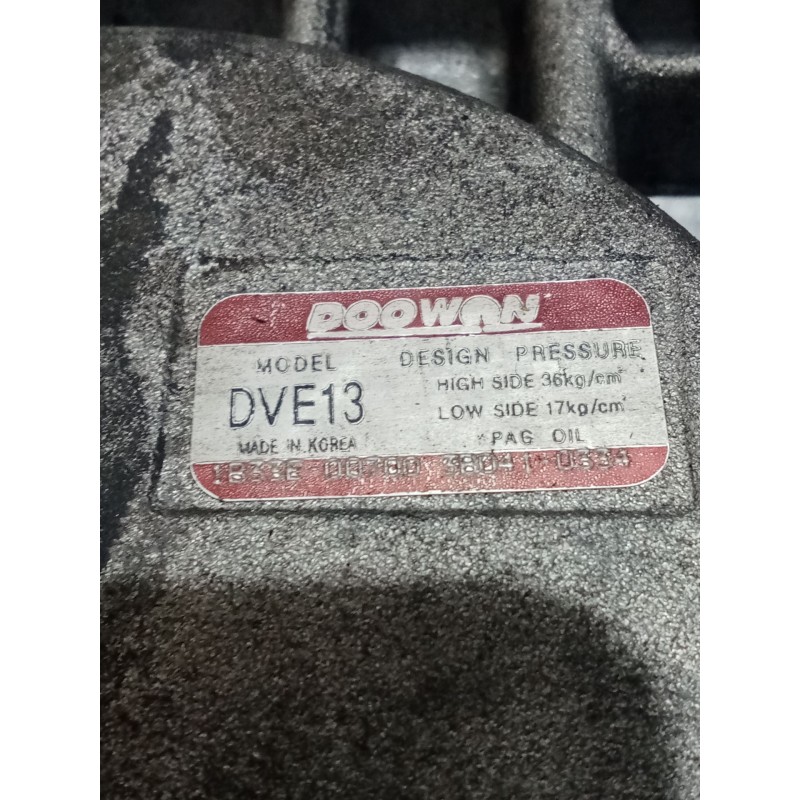 DOOWON
MODEL DESIGN PRESSURE
DVE13 HIGH SIDE 36kg/cm²
LOW SIDE 17kg/cm²
MADE IN KOREA PAG OIL